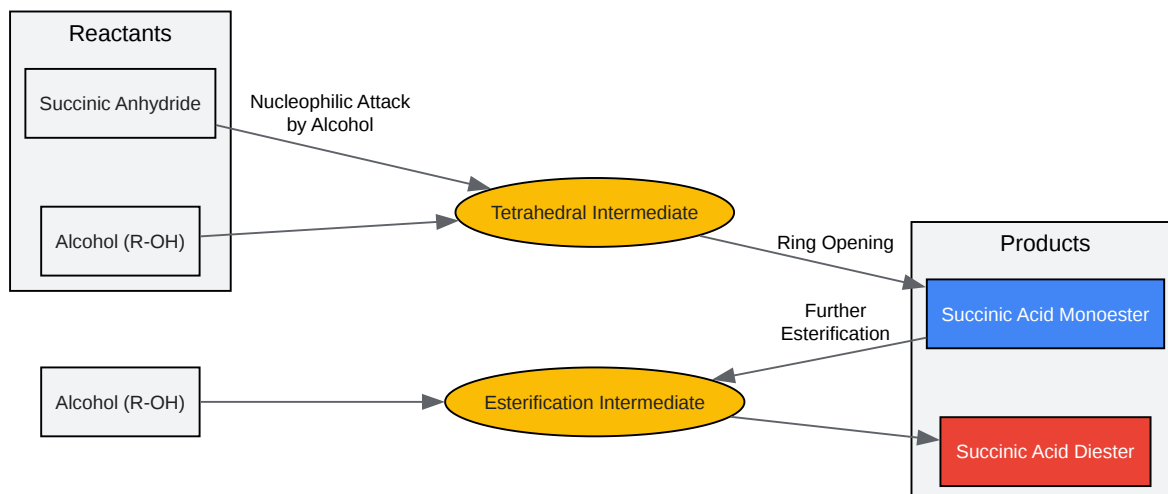 Reactants
Succinic Anhydride
Nucleophilic Attack
by Alcohol
Alcohol (R-OH)
Tetrahedral Intermediate
Ring Opening
Products
Succinic Acid Monoester
Further
Esterification
Alcohol (R-OH)
Esterification Intermediate
Succinic Acid Diester